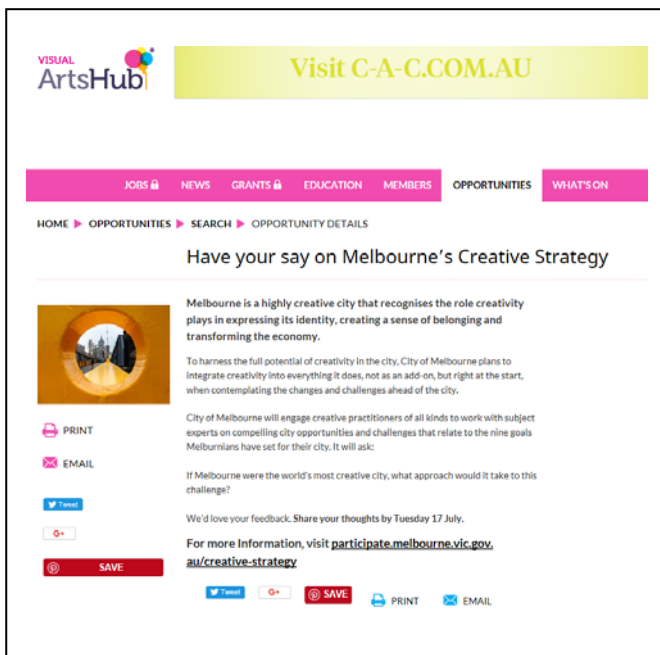 VISUAL
ArtsHub
Visit C-A-C.COM.AU
JOBS NEWS GRANTS EDUCATION MEMBERS OPPORTUNITIES WHAT'S ON
HOME ▶ OPPORTUNITIES ▶ SEARCH ▶ OPPORTUNITY DETAILS
Have your say on Melbourne's Creative Strategy
Melbourne is a highly creative city that recognises the role creativity
plays in expressing its identity, creating a sense of belonging and
transforming the economy.
To harness the full potential of creativity in the city, City of Melbourne plans to
integrate creativity into everything it does, not as an add-on, but right at the start,
when contemplating the changes and challenges ahead of the city.
City of Melbourne will engage creative practitioners of all kinds to work with subject
experts on compelling city opportunities and challenges that relate to the nine goals
Melburnians have set for their city. It will ask:
If Melbourne were the world's most creative city, what approach would it take to this
challenge?
We'd love your feedback. Share your thoughts by Tuesday 17 July.
For more Information, visit participate.melbourne.vic.gov.
au/creative-strategy
PRINT
EMAIL
Tweet
G+
SAVE
Tweet G+ SAVE PRINT EMAIL